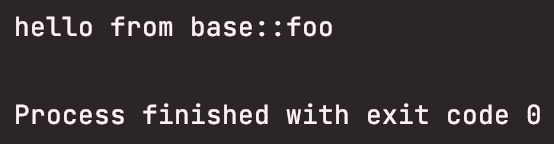 hello from base::foo
Process finished with exit code 0